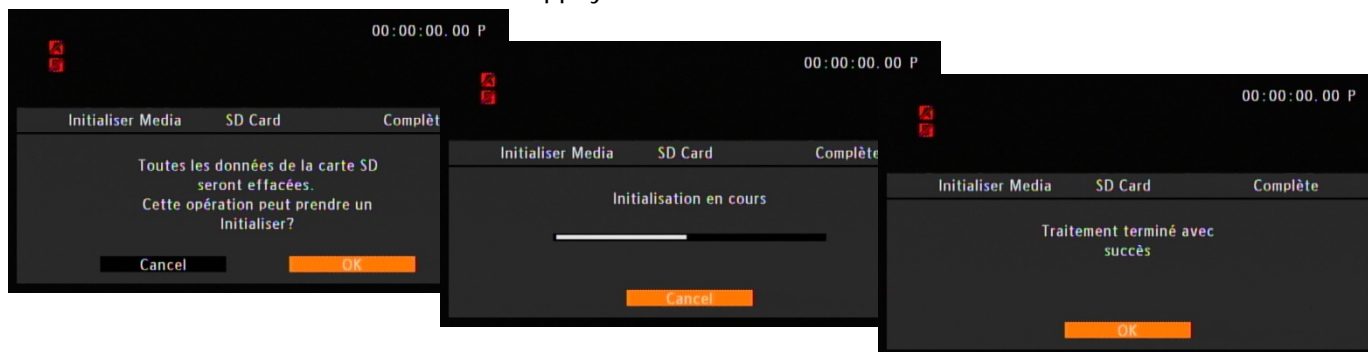 00:00:00.00 P
A
S
Initialiser Media SD Card Complèt
Toutes les données de la carte SD
seront effacées.
Cette opération peut prendre un
Initialiser?
Cancel OK
00:00:00.00 P
A
S
Initialiser Media SD Card Complète
Initialisation en cours
Cancel
00:00:00.00 P
A
S
Initialiser Media SD Card Complète
Traitement terminé avec
succès
OK